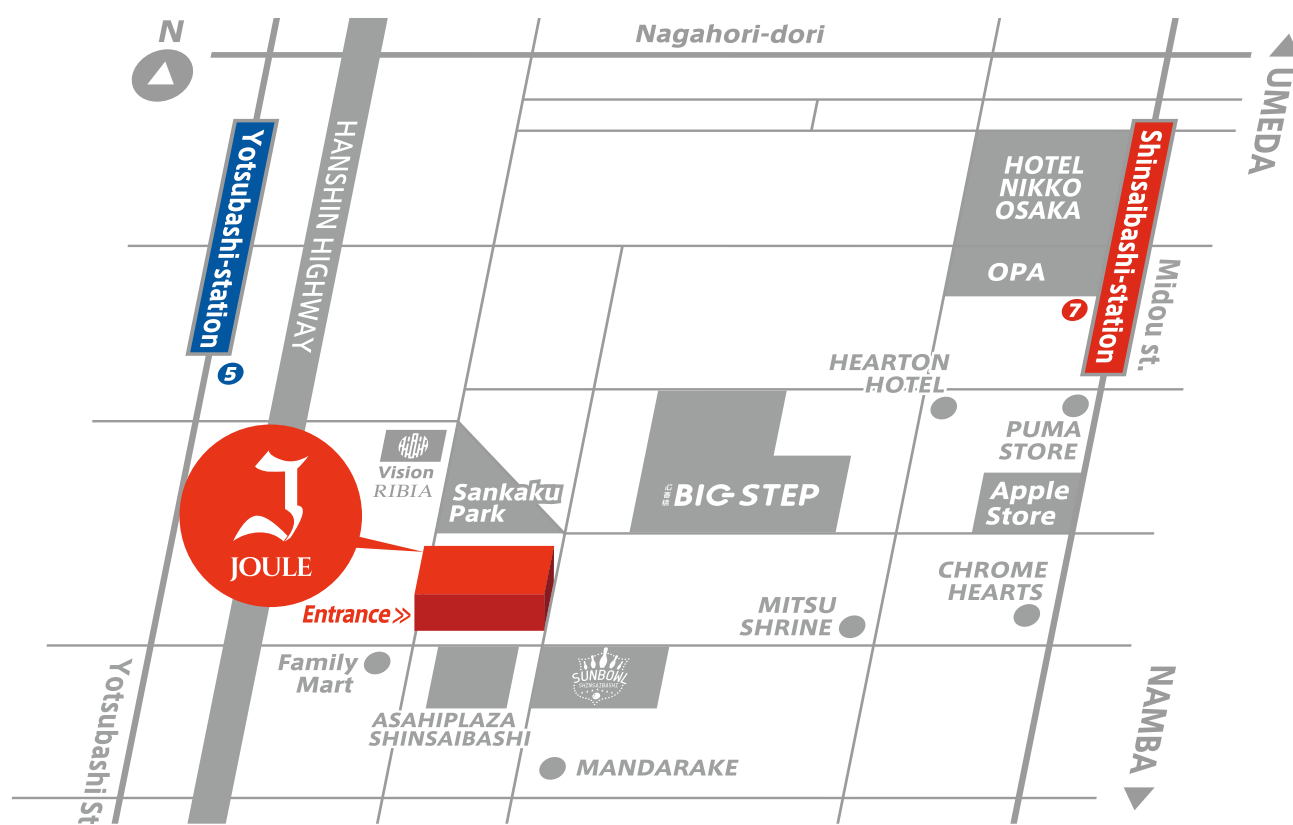 N
Nagahori-dori
UMEDA
Yotsubashi-station
5
HANSHIN HIGHWAY
HOTEL
NIKKO
OSAKA
OPA
Shinsaibashi-station
7
Midou st.
HEARTON
HOTEL
PUMA
STORE
Vision
RIBIA
Sankaku
Park
BIG STEP
Apple
Store
JOULE
Entrance»
CHROME
HEARTS
MITSU
SHRINE
Family
Mart
ASAHIPLAZA
SHINSAIBASHI
SUNBOWL
SHINSAIBASHI
MANDARAKE
Yotsubashi St
NAMBA